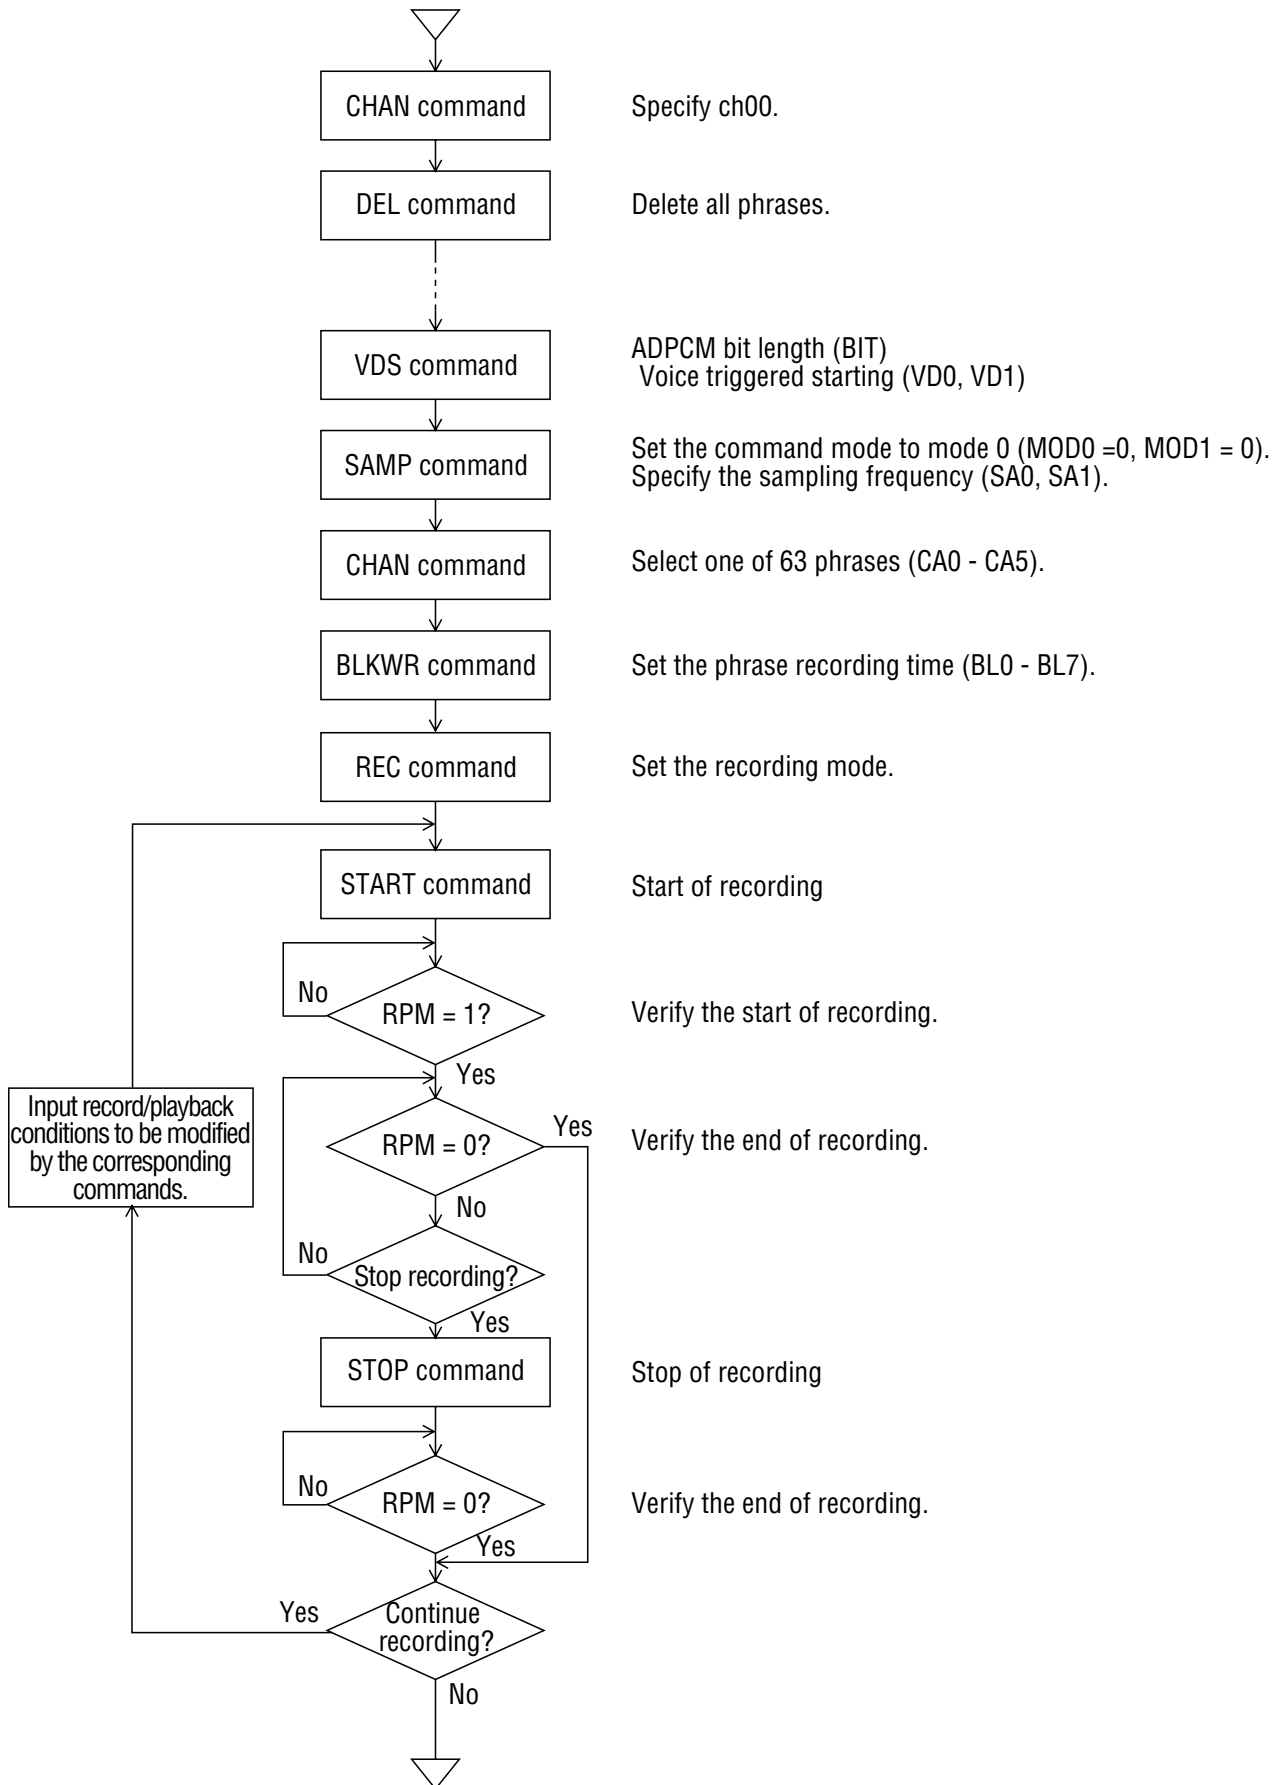 CHAN command
Specify ch00.
DEL command
Delete all phrases.
VDS command
ADPCM bit length (BIT)
Voice triggered starting (VD0, VD1)
SAMP command
Set the command mode to mode 0 (MOD0 =0, MOD1 = 0).
Specify the sampling frequency (SA0, SA1).
CHAN command
Select one of 63 phrases (CA0 - CA5).
BLKWR command
Set the phrase recording time (BL0 - BL7).
REC command
Set the recording mode.
START command
Start of recording
No
RPM = 1?
Verify the start of recording.
Yes
Input record/playback
conditions to be modified
by the corresponding
commands.
RPM = 0?
Yes
Verify the end of recording.
No
No
Stop recording?
Yes
STOP command
Stop of recording
No
RPM = 0?
Verify the end of recording.
Yes
Yes
Continue
recording?
No